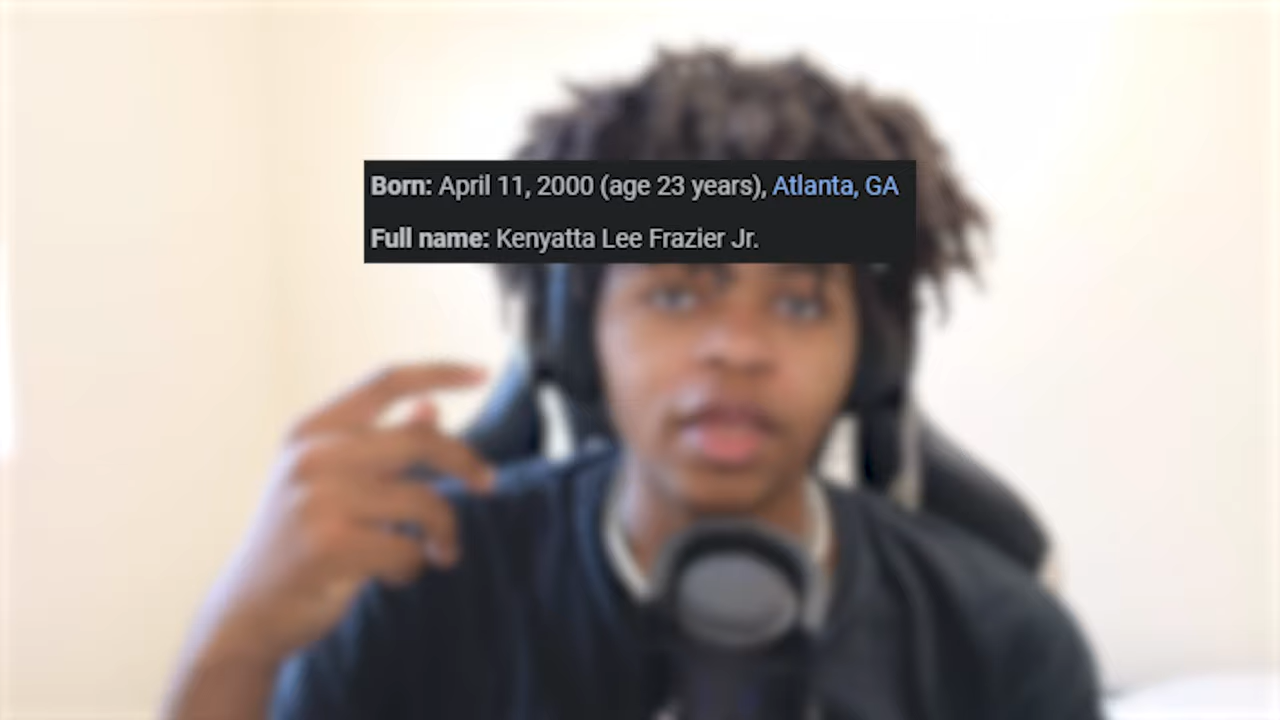 Born: April 11, 2000 (age 23 years), Atlanta, GA
Full name: Kenyatta Lee Frazier Jr.